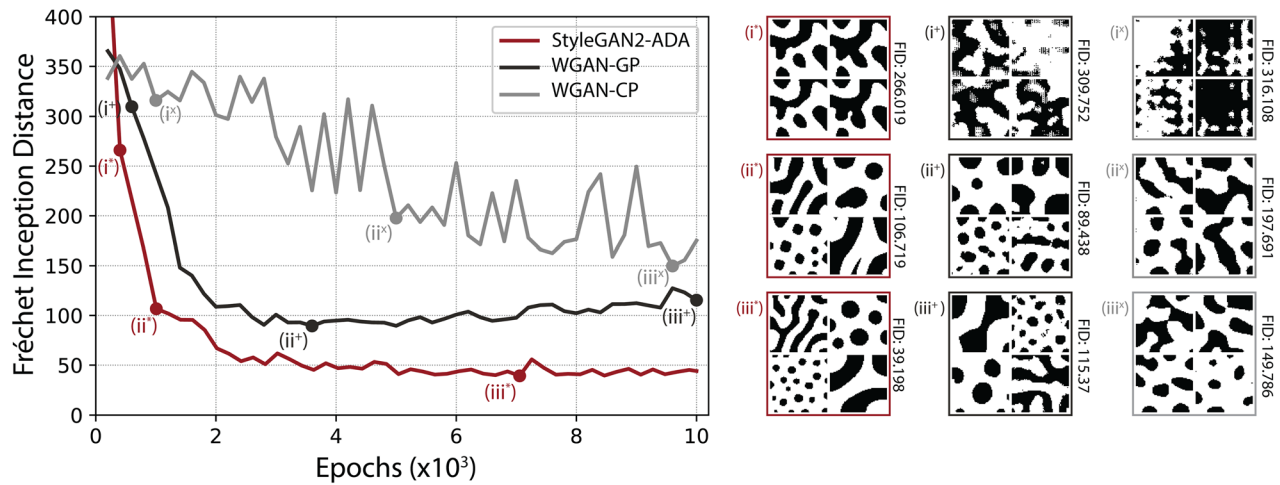 400
350
300
250
200
150
100
50
0
Fréchet Inception Distance
0
2
4
6
8
10
Epochs (x10³)
StyleGAN2-ADA
WGAN-GP
WGAN-CP
(i⁺)
(iˣ)
(i*)
(iiˣ)
(ii*)
(ii⁺)
(iiiˣ)
(iii⁺)
(iii*)
(i*)
FID: 266.019
(i⁺)
FID: 309.752
(iˣ)
FID: 316.108
(ii*)
FID: 106.719
(ii⁺)
FID: 89.438
(iiˣ)
FID: 197.691
(iii*)
FID: 39.198
(iii⁺)
FID: 115.37
(iiiˣ)
FID: 149.786